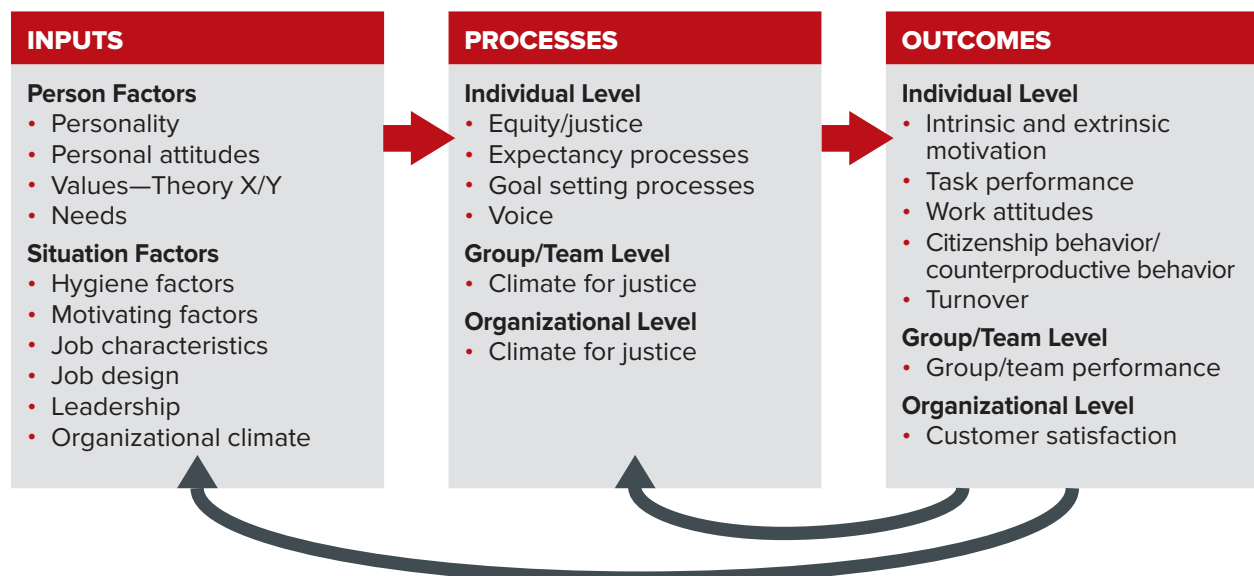 INPUTS
Person Factors
• Personality
• Personal attitudes
• Values—Theory X/Y
• Needs
Situation Factors
• Hygiene factors
• Motivating factors
• Job characteristics
• Job design
• Leadership
• Organizational climate
PROCESSES
Individual Level
• Equity/justice
• Expectancy processes
• Goal setting processes
• Voice
Group/Team Level
• Climate for justice
Organizational Level
• Climate for justice
OUTCOMES
Individual Level
• Intrinsic and extrinsic
motivation
• Task performance
• Work attitudes
• Citizenship behavior/
counterproductive behavior
• Turnover
Group/Team Level
• Group/team performance
Organizational Level
• Customer satisfaction